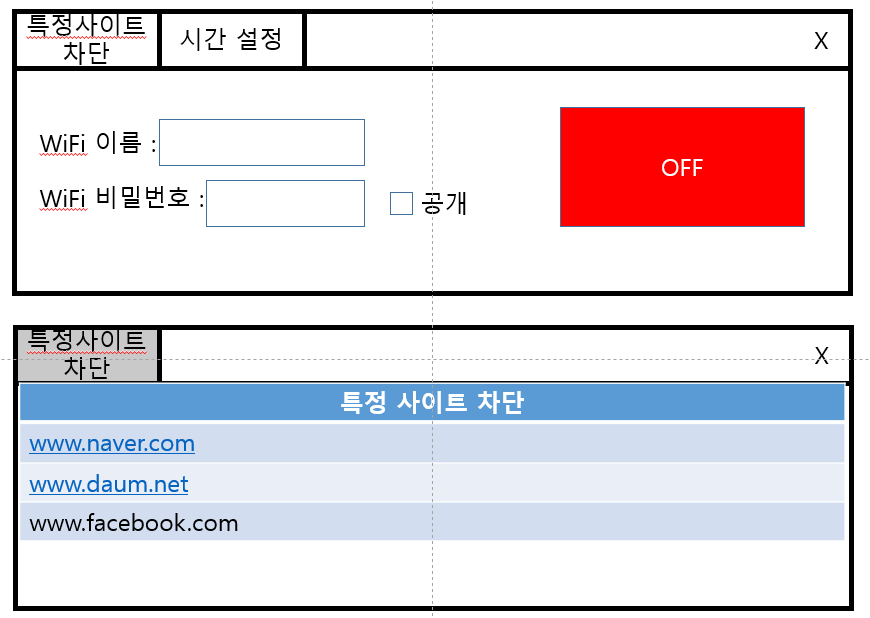 특정사이트
차단
시간 설정
X
WiFi 이름 :
WiFi 비밀번호 :
공개
OFF
특정사이트
차단
X
특정 사이트 차단
www.naver.com
www.daum.net
www.facebook.com